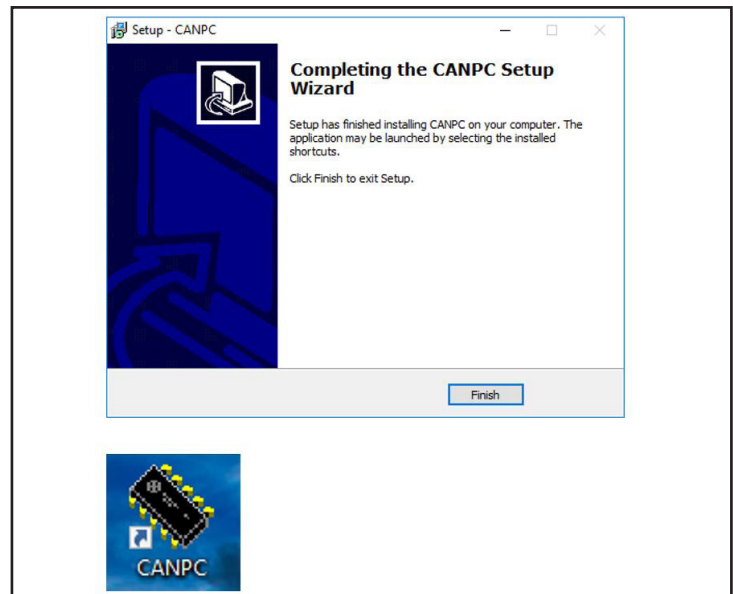 Setup - CANPC
Completing the CANPC Setup
Wizard
Setup has finished installing CANPC on your computer. The
application may be launched by selecting the installed
shortcuts.
Click Finish to exit Setup.
Finish
CANPC